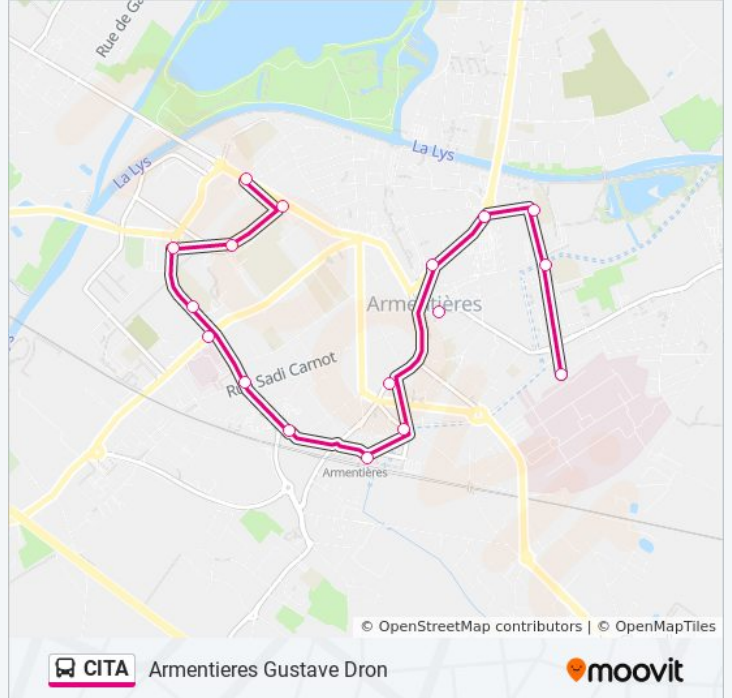 Rue de Ga
La Lys
La Lys
Armentières
Rue Sadi Carnot
Armentières
© OpenStreetMap contributors | © OpenMapTiles
CITA Armentieres Gustave Dron
moovit